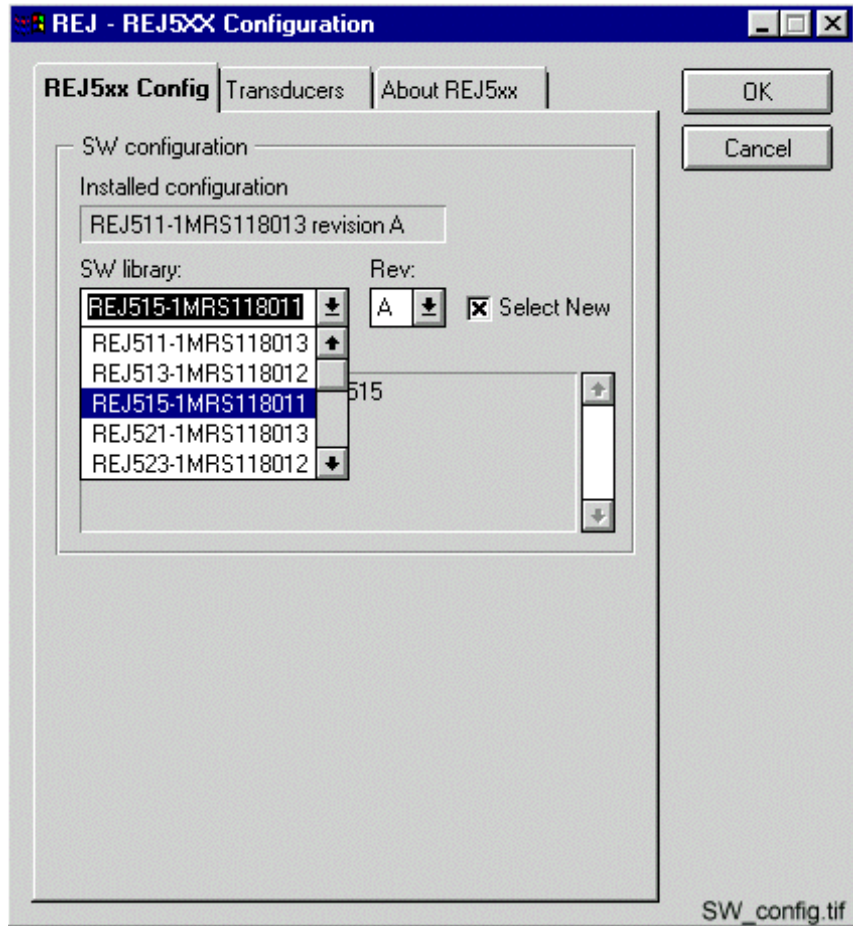 REJ - REJ5XX Configuration
REJ5xx Config Transducers About REJ5xx
OK
Cancel
SW configuration
Installed configuration
REJ511-1MRS118013 revision A
SW library: Rev:
REJ515-1MRS118011 A Select New
REJ511-1MRS118013
REJ513-1MRS118012
REJ515-1MRS118011
515
REJ521-1MRS118013
REJ523-1MRS118012
SW_config.tif